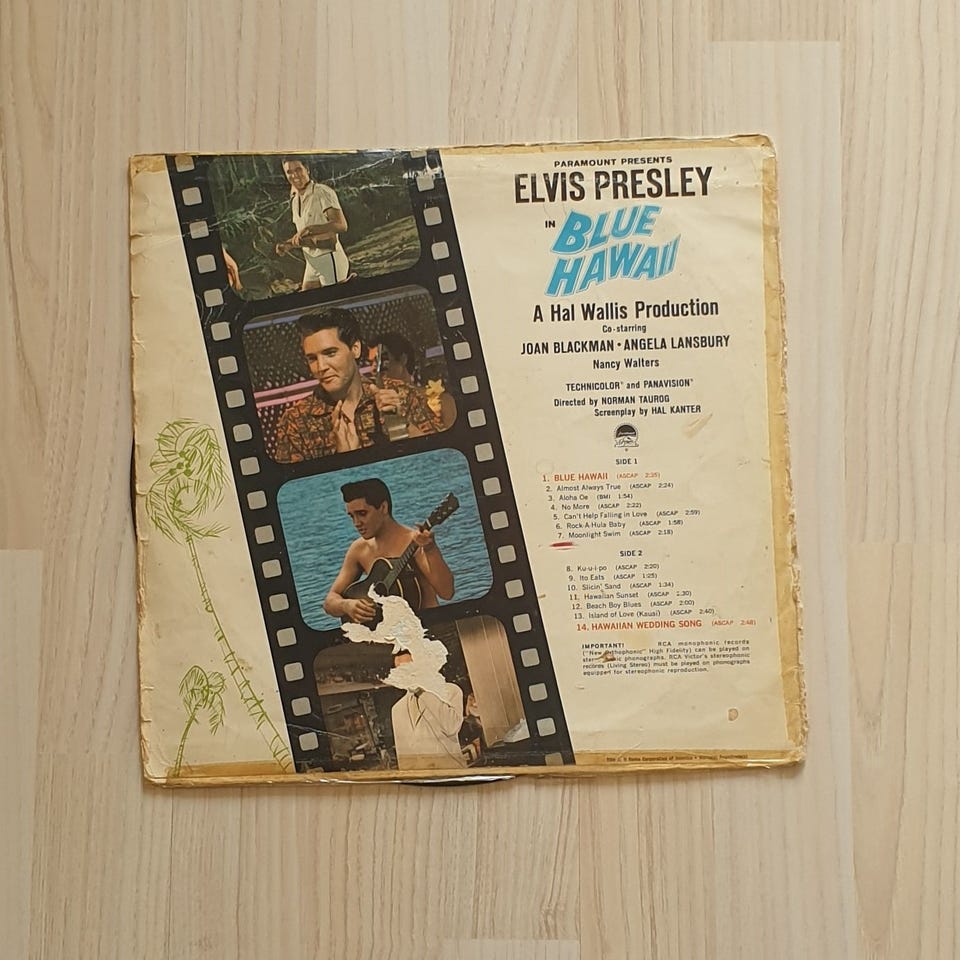 PARAMOUNT PRESENTS
ELVIS PRESLEY
IN BLUE
HAWAII
A Hal Wallis Production
Co-starring
JOAN BLACKMAN • ANGELA LANSBURY
Nancy Walters
TECHNICOLOR® and PANAVISION®
Directed by NORMAN TAUROG
Screenplay by HAL KANTER
SIDE 1
1. BLUE HAWAII (ASCAP 2:35)
2. Almost Always True (ASCAP 2:24)
3. Aloha Oe (BMI 1:54)
4. No More (ASCAP 2:22)
5. Can't Help Falling in Love (ASCAP 2:59)
6. Rock-A-Hula Baby (ASCAP 1:58)
7. Moonlight Swim (ASCAP 2:18)
SIDE 2
8. Ku-u-i-po (ASCAP 2:20)
9. Ito Eats (ASCAP 1:25)
10. Slicin' Sand (ASCAP 1:34)
11. Hawaiian Sunset (ASCAP :30)
12. Beach Boy Blues (ASCAP 2:00)
13. Island of Love (Kauai) (ASCAP 2:40)
14. HAWAIIAN WEDDING SONG (ASCAP 2:48)
IMPORTANT! RCA monophonic records
("New Orthophonic" High Fidelity) can be played on
phonographs. RCA Victor's stereophonic
records (Living Stereo) must be played on phonographs
equipped for stereophonic reproduction.
Corporation of America •